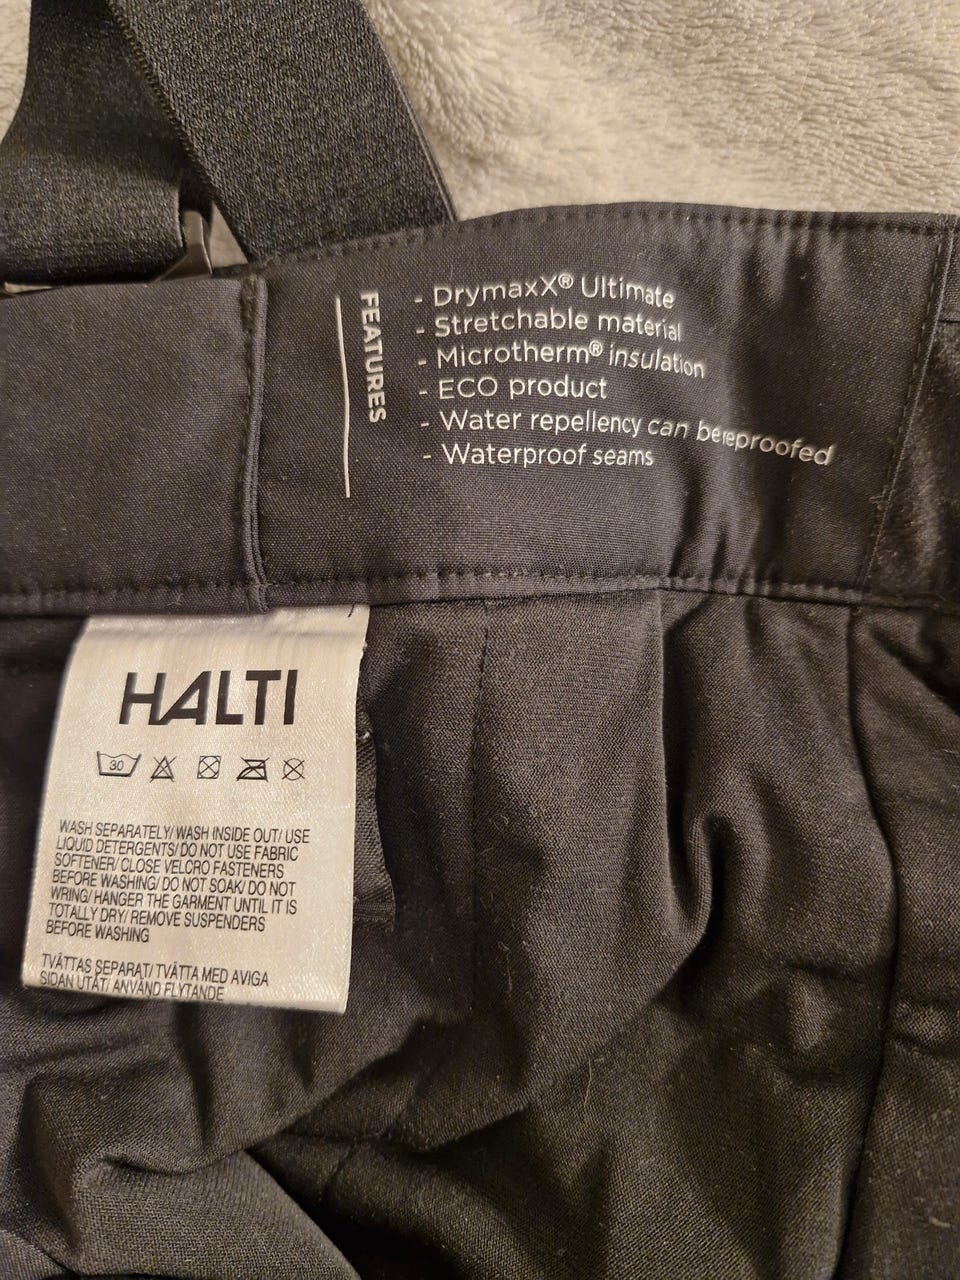 FEATURES
- DrymaxX® Ultimate
- Stretchable material
- Microtherm® insulation
- ECO product
- Water repellency can be reproofed
- Waterproof seams
HALTI
30
WASH SEPARATELY/ WASH INSIDE OUT/ USE
LIQUID DETERGENTS/ DO NOT USE FABRIC
SOFTENER/ CLOSE VELCRO FASTENERS
BEFORE WASHING/ DO NOT SOAK/ DO NOT
WRING/ HANGER THE GARMENT UNTIL IT IS
TOTALLY DRY/ REMOVE SUSPENDERS
BEFORE WASHING
TVÄTTAS SEPARAT/ TVÄTTA MED AVIGA
SIDAN UTÅT/ ANVÄND FLYTANDE